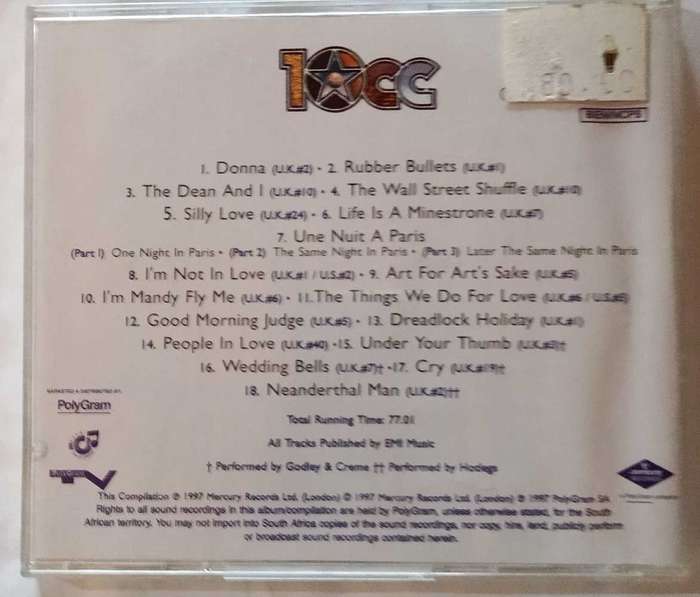 10cc
BIEM/MCPS
1. Donna (U.K.#2) • 2. Rubber Bullets (U.K.#1)
3. The Dean And I (U.K.#10) • 4. The Wall Street Shuffle (U.K.#10)
5. Silly Love (U.K.#24) • 6. Life Is A Minestrone (U.K.#7)
7. Une Nuit A Paris
(Part 1) One Night In Paris • (Part 2) The Same Night In Paris • (Part 3) Later The Same Night In Paris
8. I'm Not In Love (U.K.#1 / U.S.#2) • 9. Art For Art's Sake (U.K.#5)
10. I'm Mandy Fly Me (U.K.#6) • 11.The Things We Do For Love (U.K.#6 / U.S.#5)
12. Good Morning Judge (U.K.#5) • 13. Dreadlock Holiday (U.K.#1)
14. People In Love (U.K.#40) •15. Under Your Thumb (U.K.#3)†
16. Wedding Bells (U.K.#7)† •17. Cry (U.K.#19)†
18. Neanderthal Man (U.K.#2)††
Total Running Time: 77.01
All Tracks Published by EMI Music
† Performed by Godley & Creme †† Performed by Hotlegs
MARKETED & DISTRIBUTED BY:
PolyGram
TV
This Compilation ℗ 1997 Mercury Records Ltd. (London) © 1997 Mercury Records Ltd. (London) ℗ 1997 PolyGram SA
Rights to all sound recordings in this album/compilation are held by PolyGram, unless otherwise stated, for the South
African territory. You may not import into South Africa copies of the sound recordings, nor copy, hire, lend, publicly perform
or broadcast sound recordings contained herein.